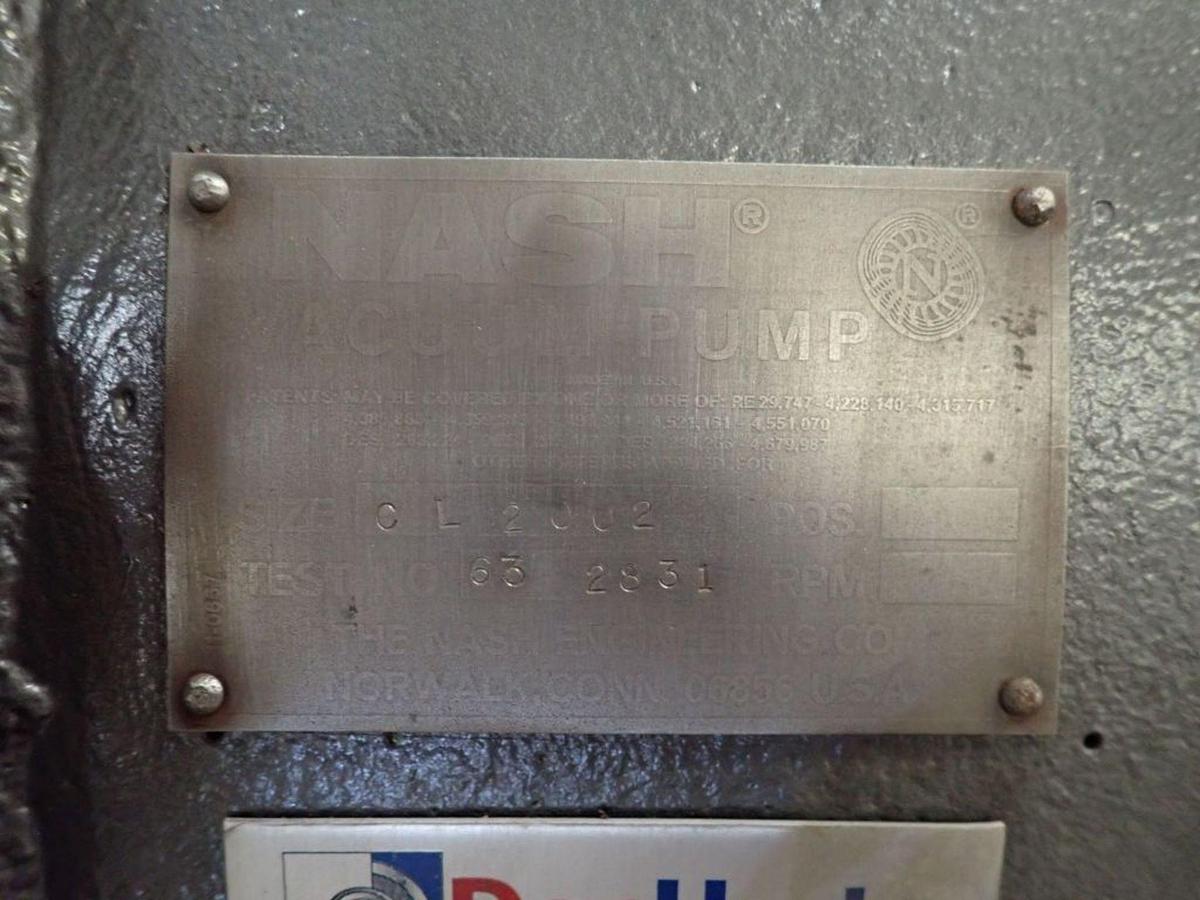 NASH®
N ®
VACUUM PUMP
MADE IN U.S.A.
PATENTS MAY BE COVERED BY ONE OR MORE OF: RE 29,747 - 4,228,140 - 4,315,717
4,521,161 - 4,551,070
4,679,987
SIZE CL 2002 POS.
TEST NO 63 2831 RPM
THE NASH ENGINEERING CO
NORWALK, CONN. 06856 U.S.A